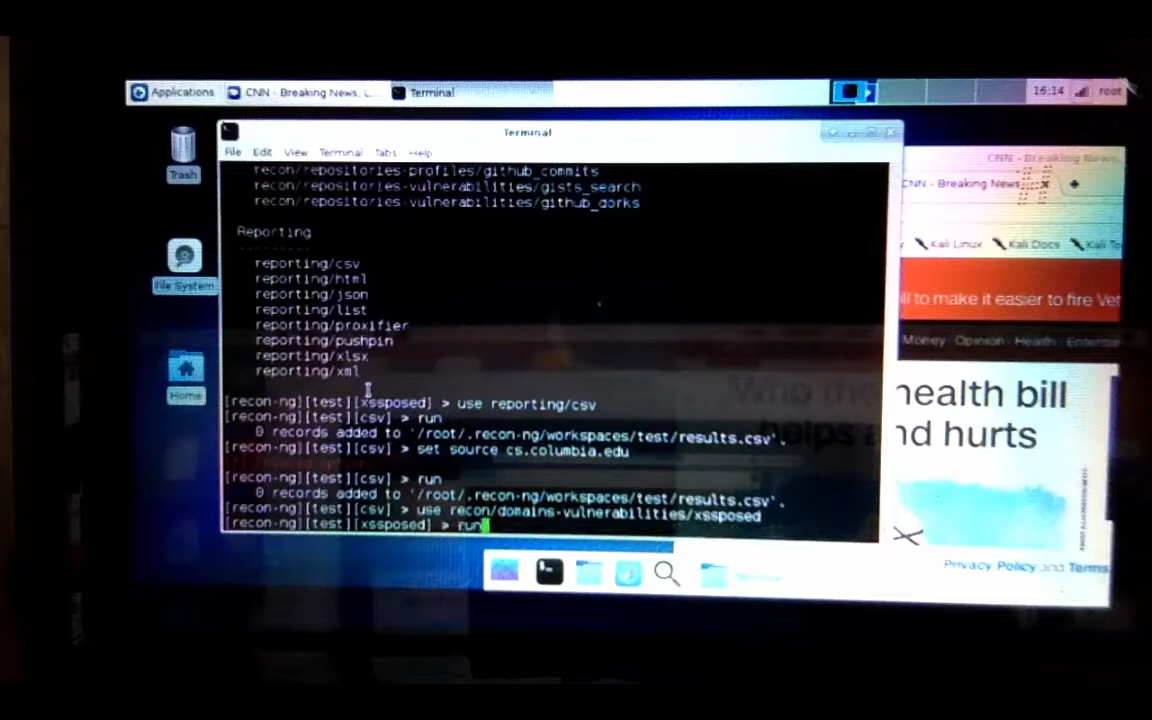 Applications CNN - Breaking News, ... Terminal 16:14 root
Terminal
File Edit View Terminal Tabs Help
Trash
File System
Home
recon/repositories-profiles/github_commits
recon/repositories-vulnerabilities/gists_search
recon/repositories-vulnerabilities/github_dorks
Reporting
---------
reporting/csv
reporting/html
reporting/json
reporting/list
reporting/proxifier
reporting/pushpin
reporting/xlsx
reporting/xml
[recon-ng][test][xssposed] > use reporting/csv
[recon-ng][test][csv] > run
0 records added to '/root/.recon-ng/workspaces/test/results.csv'.
[recon-ng][test][csv] > set source cs.columbia.edu
[recon-ng][test][csv] > run
0 records added to '/root/.recon-ng/workspaces/test/results.csv'.
[recon-ng][test][csv] > use recon/domains-vulnerabilities/xssposed
[recon-ng][test][xssposed] > run
CNN - Breaking News,
CNN - Breaking News
Kali Linux Kali Docs Kali
ll to make it easier to fire Vet
Money Opinion Health
health bill
nd hurts
Privacy Policy and Terms